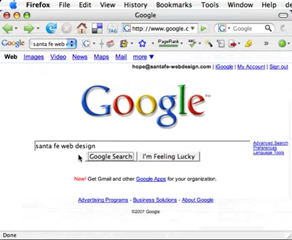 Firefox File Edit View History Bookmarks Tools Window
Google
http://www.google.c
Google
Google santa fe web
PageRank
Web Images Video News Maps Mail more ▼
hope@santafe-webdesign.com | iGoogle | My Account | Sign out
Google™
santa fe web design
Advanced Search
Preferences
Language Tools
Google Search I'm Feeling Lucky
New! Get Gmail and other Google Apps for your organization.
Advertising Programs - Business Solutions - About Google
©2007 Google
Done